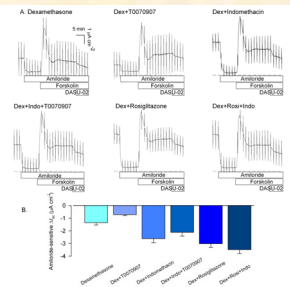 A. Dexamethasone
Dex+T0070907
Dex+Indomethacin
5 min
Amiloride
Forskolin
DASU-02
Amiloride
Forskolin
DASU-02
Amiloride
Forskolin
DASU-02
Dex+Indo+T0070907
Dex+Rosiglitazone
Dex+Rosi+Indo
Amiloride
Forskolin
DASU-02
Amiloride
Forskolin
DASU-02
Amiloride
Forskolin
DASU-02
B.
Amiloride-sensitive
(μA cm⁻²)
0
-1
-2
-3
-4
Dexamethasone
Dex+T0070907
Dex+Indomethacin
Dex+Indo+T0070907
Dex+Rosiglitazone
Dex+Rosi+Indo